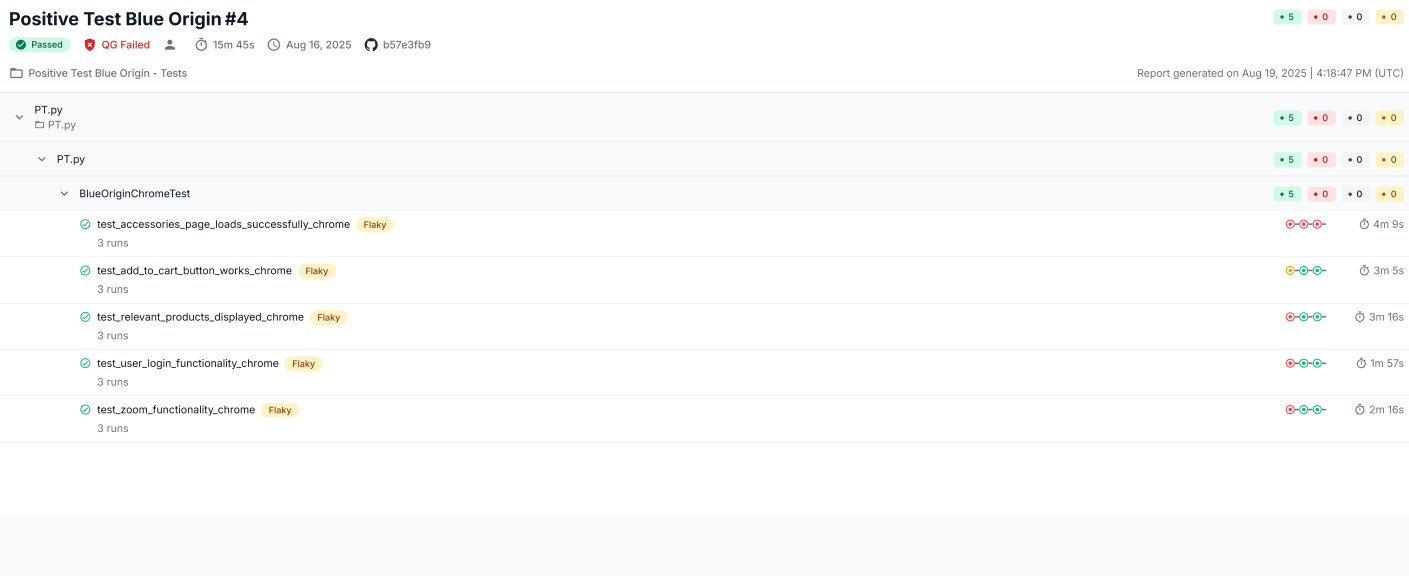 Positive Test Blue Origin #4
5 0 0 0
Passed QG Failed 15m 45s Aug 16, 2025 b57e3fb9
Positive Test Blue Origin - Tests
Report generated on Aug 19, 2025 | 4:18:47 PM (UTC)
PT.py
PT.py
5 0 0 0
PT.py
5 0 0 0
BlueOriginChromeTest
5 0 0 0
test_accessories_page_loads_successfully_chrome Flaky
4m 9s
3 runs
test_add_to_cart_button_works_chrome Flaky
3m 5s
3 runs
test_relevant_products_displayed_chrome Flaky
3m 16s
3 runs
test_user_login_functionality_chrome Flaky
1m 57s
3 runs
test_zoom_functionality_chrome Flaky
2m 16s
3 runs